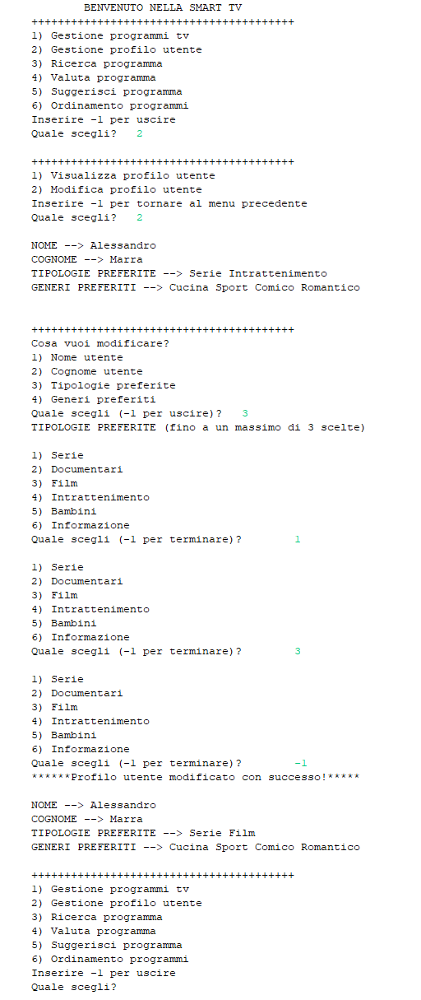 BENVENUTO NELLA SMART TV
++++++++++++++++++++++++++++++++++++++++
1) Gestione programmi tv
2) Gestione profilo utente
3) Ricerca programma
4) Valuta programma
5) Suggerisci programma
6) Ordinamento programmi
Inserire -1 per uscire
Quale scegli? 2
++++++++++++++++++++++++++++++++++++++++
1) Visualizza profilo utente
2) Modifica profilo utente
Inserire -1 per tornare al menu precedente
Quale scegli? 2
NOME --> Alessandro
COGNOME --> Marra
TIPOLOGIE PREFERITE --> Serie Intrattenimento
GENERI PREFERITI --> Cucina Sport Comico Romantico
++++++++++++++++++++++++++++++++++++++++
Cosa vuoi modificare?
1) Nome utente
2) Cognome utente
3) Tipologie preferite
4) Generi preferiti
Quale scegli (-1 per uscire)? 3
TIPOLOGIE PREFERITE (fino a un massimo di 3 scelte)
1) Serie
2) Documentari
3) Film
4) Intrattenimento
5) Bambini
6) Informazione
Quale scegli (-1 per terminare)? 1
1) Serie
2) Documentari
3) Film
4) Intrattenimento
5) Bambini
6) Informazione
Quale scegli (-1 per terminare)? 3
1) Serie
2) Documentari
3) Film
4) Intrattenimento
5) Bambini
6) Informazione
Quale scegli (-1 per terminare)? -1
******Profilo utente modificato con successo!*****
NOME --> Alessandro
COGNOME --> Marra
TIPOLOGIE PREFERITE --> Serie Film
GENERI PREFERITI --> Cucina Sport Comico Romantico
++++++++++++++++++++++++++++++++++++++++
1) Gestione programmi tv
2) Gestione profilo utente
3) Ricerca programma
4) Valuta programma
5) Suggerisci programma
6) Ordinamento programmi
Inserire -1 per uscire
Quale scegli?